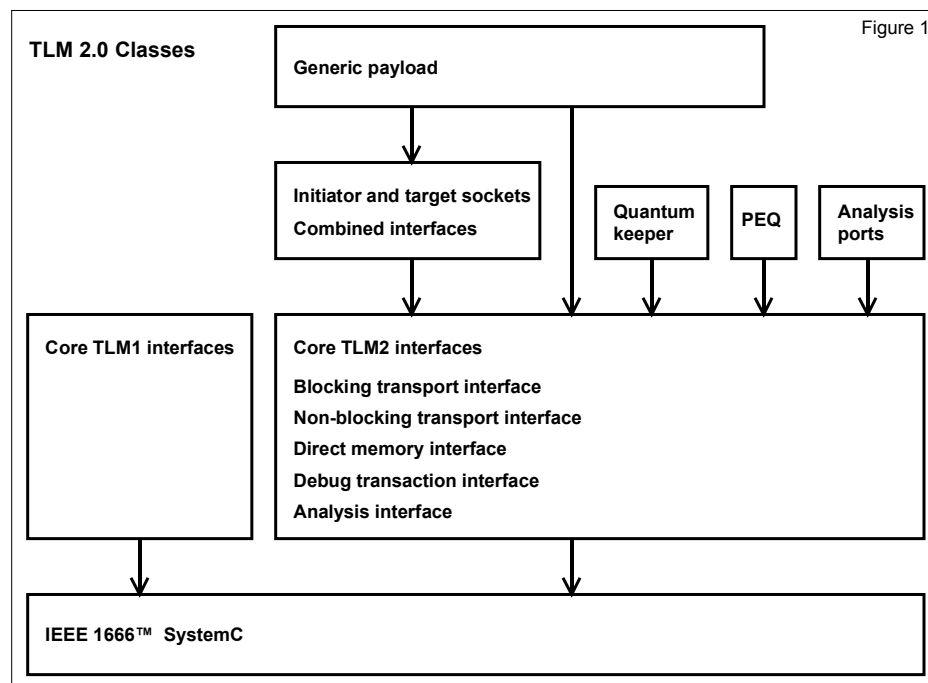 Figure 1
TLM 2.0 Classes
Generic payload
Initiator and target sockets
Combined interfaces
Quantum
keeper
PEQ
Analysis
ports
Core TLM1 interfaces
Core TLM2 interfaces
Blocking transport interface
Non-blocking transport interface
Direct memory interface
Debug transaction interface
Analysis interface
IEEE 1666™ SystemC